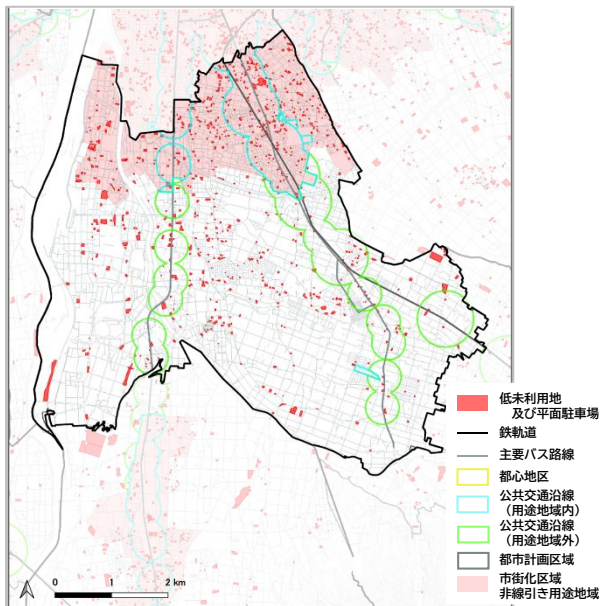 低未利用地
及び平面駐車場
鉄軌道
主要バス路線
都心地区
公共交通沿線
（用途地域内）
公共交通沿線
（用途地域外）
都市計画区域
市街化区域
非線引き用途地域
0 1 2 km